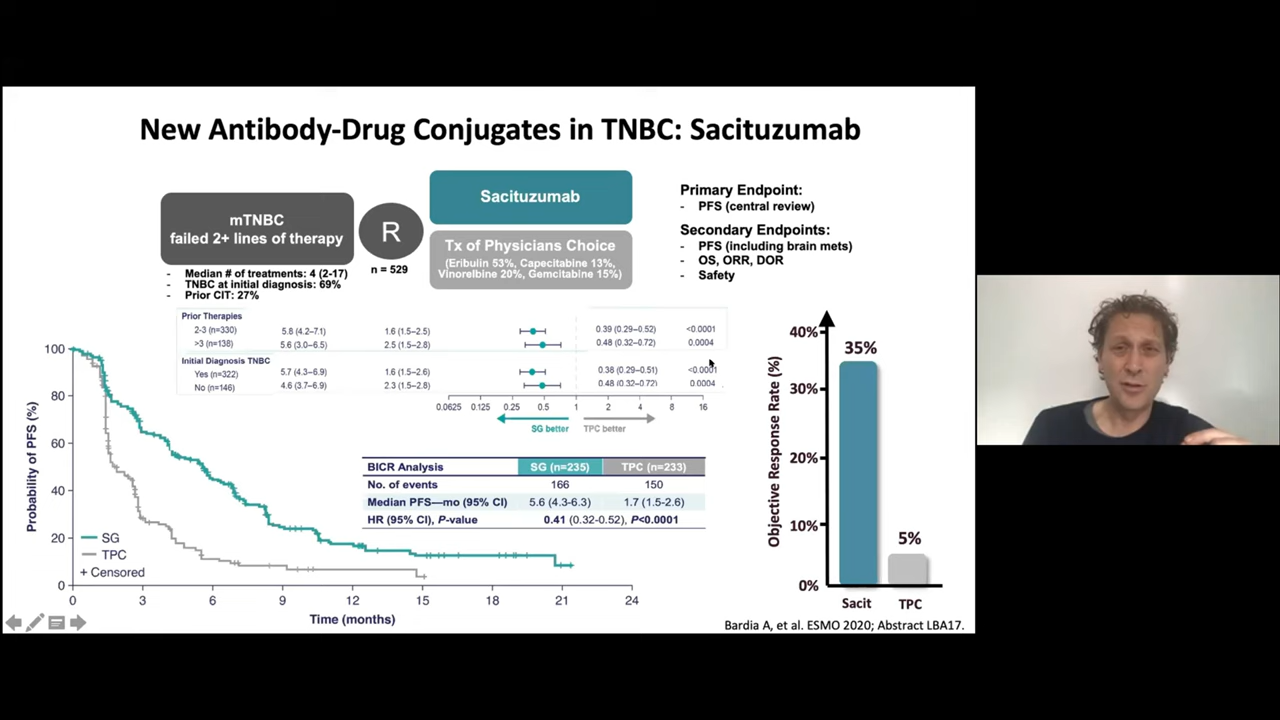 New Antibody-Drug Conjugates in TNBC: Sacituzumab
mTNBC
failed 2+ lines of therapy
- Median # of treatments: 4 (2-17)
- TNBC at initial diagnosis: 69%
- Prior CIT: 27%
R
n = 529
Sacituzumab
Tx of Physicians Choice
(Eribulin 53%, Capecitabine 13%,
Vinorelbine 20%, Gemcitabine 15%)
Primary Endpoint:
- PFS (central review)
Secondary Endpoints:
- PFS (including brain mets)
- OS, ORR, DOR
- Safety
Prior Therapies
2-3 (n=330) 5.8 (4.2–7.1) 1.6 (1.5–2.5) 0.39 (0.29–0.52) <0.0001
>3 (n=138) 5.6 (3.0–6.5) 2.5 (1.5–2.8) 0.48 (0.32–0.72) 0.0004
Initial Diagnosis TNBC
Yes (n=322) 5.7 (4.3–6.9) 1.6 (1.5–2.6) 0.38 (0.29–0.51) <0.0001
No (n=146) 4.6 (3.7–6.9) 2.3 (1.5–2.8) 0.48 (0.32–0.72) 0.0004
0.0625 0.125 0.25 0.5 1 2 4 8 16
SG better TPC better
BICR Analysis SG (n=235) TPC (n=233)
No. of events 166 150
Median PFS—mo (95% CI) 5.6 (4.3-6.3) 1.7 (1.5-2.6)
HR (95% CI), P-value 0.41 (0.32-0.52), P<0.0001
Probability of PFS (%)
100
80
60
40
20
0
SG
TPC
+ Censored
0 3 6 9 12 15 18 21 24
Time (months)
Objective Response Rate (%)
40%
30%
20%
10%
0%
35%
5%
Sacit TPC
Bardia A, et al. ESMO 2020; Abstract LBA17.